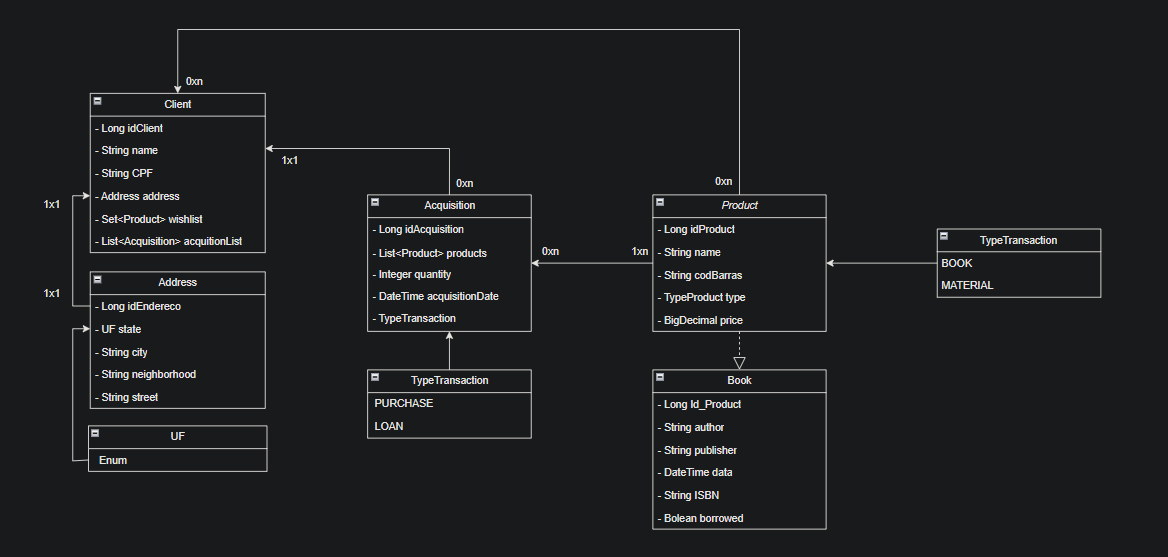 0xn
Client
- Long idClient
- String name
- String CPF
- Address address
- Set<Product> wishlist
- List<Acquisition> acquitionList
1x1
1x1
1x1
Address
- Long idEndereco
- UF state
- String city
- String neighborhood
- String street
UF
Enum
0xn
Acquisition
- Long idAcquisition
- List<Product> products
- Integer quantity
- DateTime acquisitionDate
- TypeTransaction
0xn
1xn
TypeTransaction
PURCHASE
LOAN
0xn
Product
- Long idProduct
- String name
- String codBarras
- TypeProduct type
- BigDecimal price
Book
- Long Id_Product
- String author
- String publisher
- DateTime data
- String ISBN
- Bolean borrowed
TypeTransaction
BOOK
MATERIAL